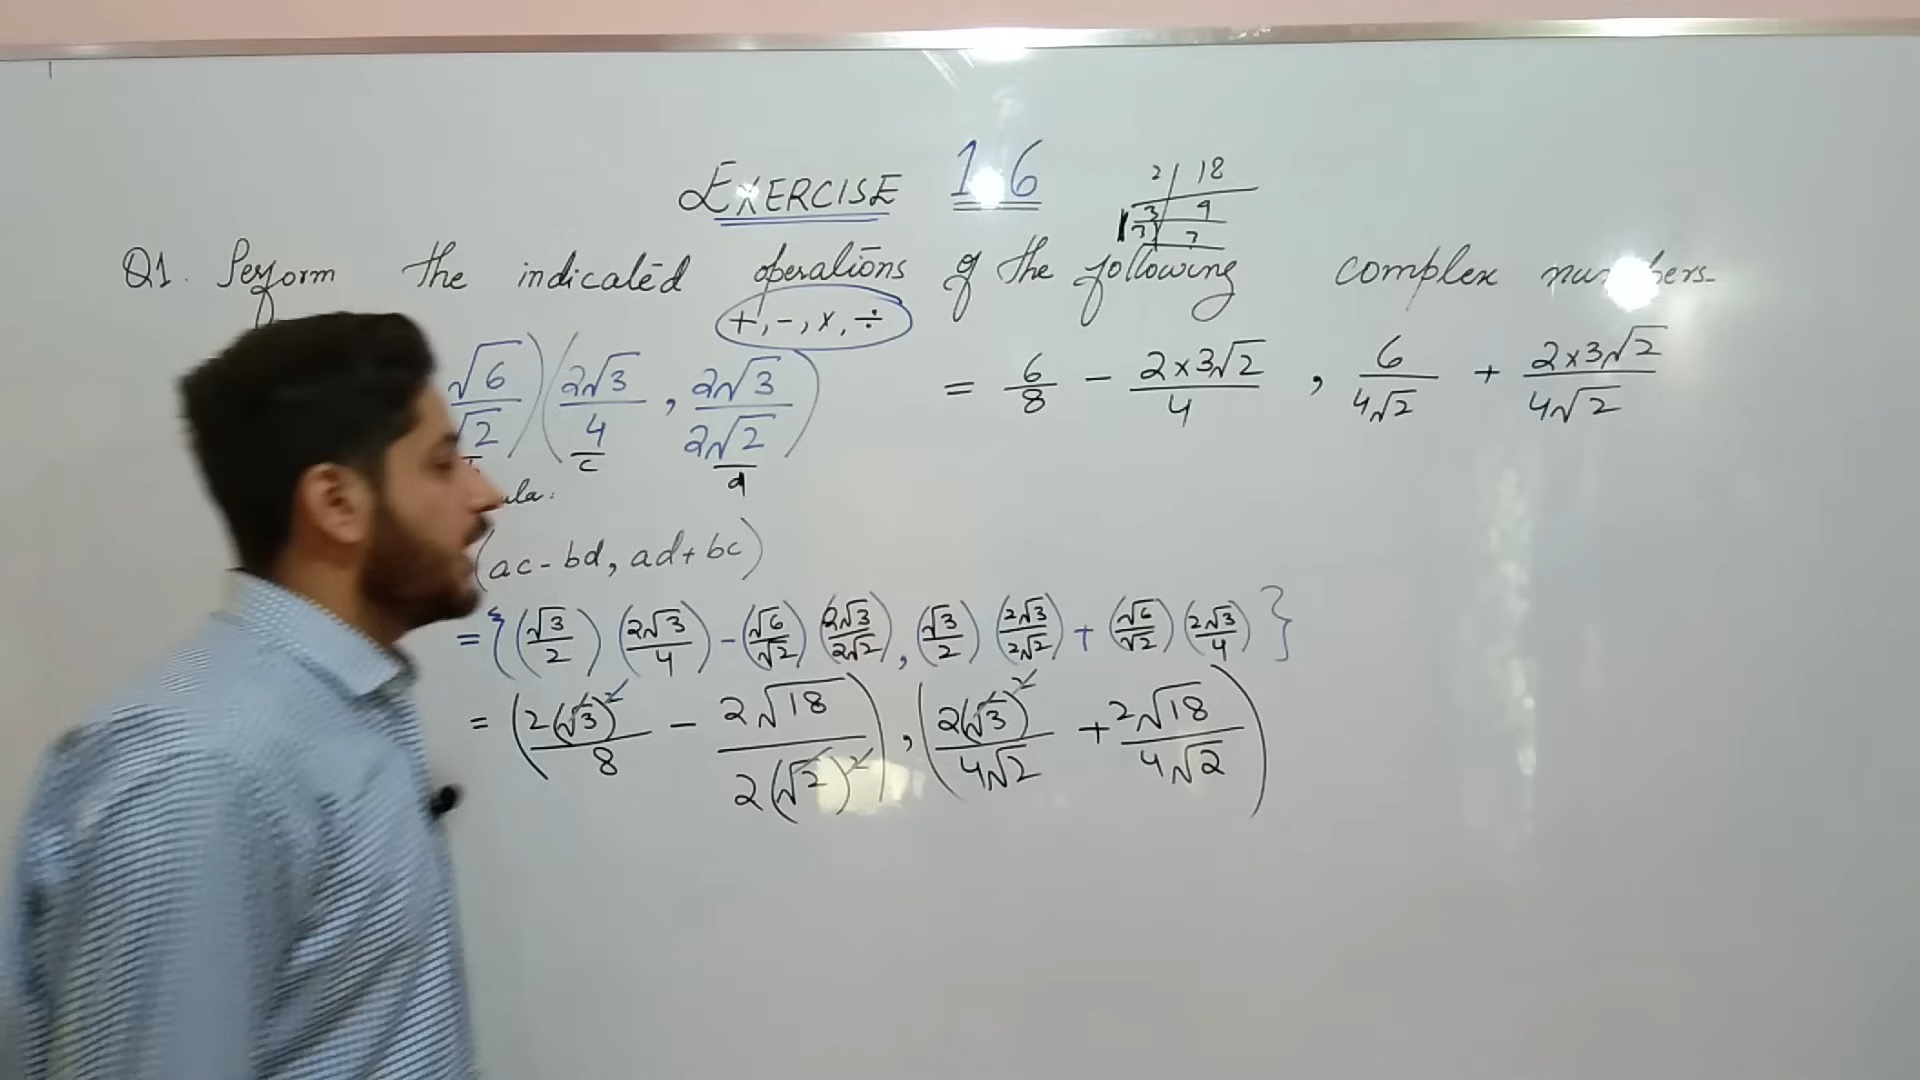 EXERCISE 1.6
2 | 18
3 | 9
3 | 3
Q1. Perform the indicated operations of the following complex numbers.
+, -, ×, ÷
√6/√2)(2√3/4, 2√3/2√2)
c d
= 6/8 - 2×3√2/4, 6/4√2 + 2×3√2/4√2
(ac - bd, ad + bc)
= {(√3/2)(2√3/4) - (√6/√2)(2√3/2√2), (√3/2)(2√3/2√2) + (√6/√2)(2√3/4)}
= (2(√3)²/8 - 2√18/2(√2)²), (2(√3)²/4√2 + 2√18/4√2)